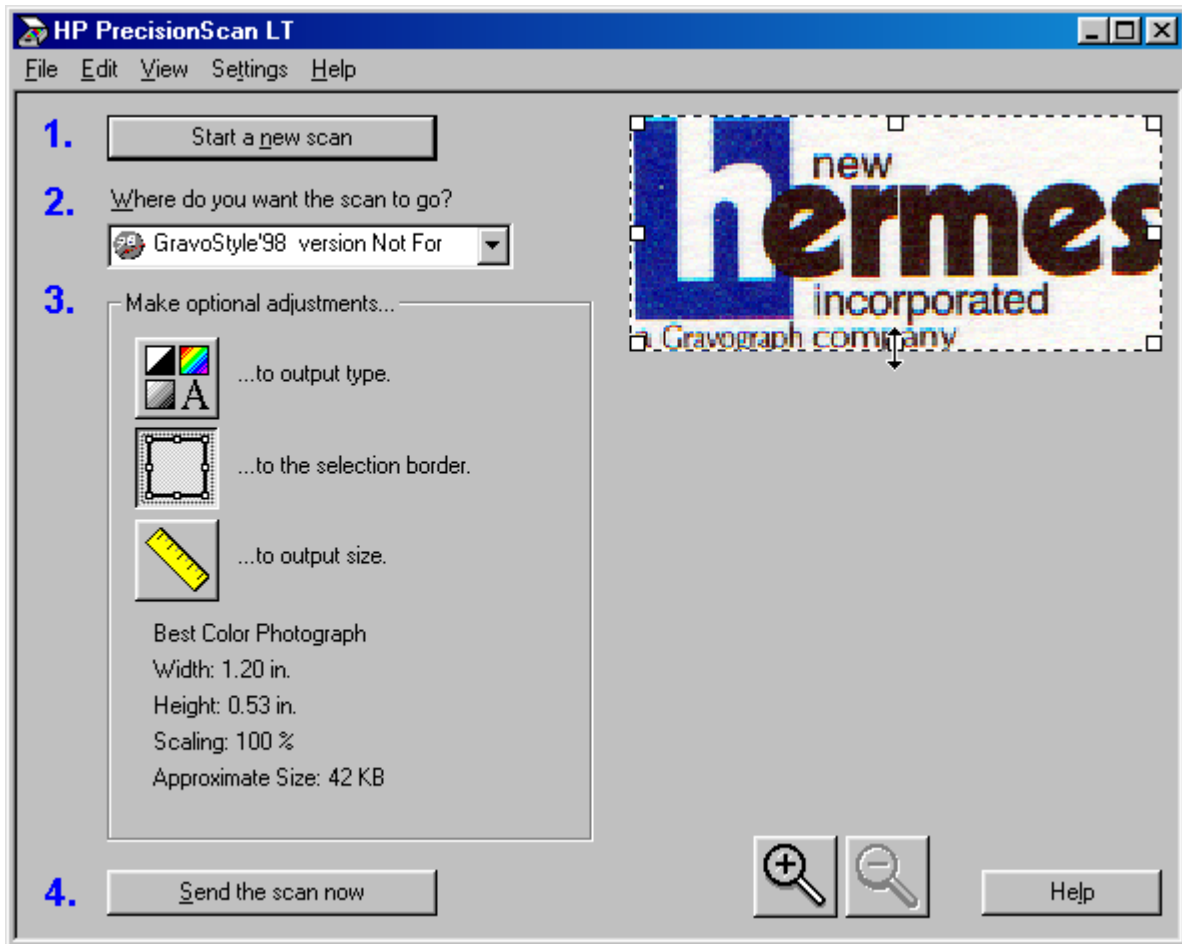 HP PrecisionScan LT
File Edit View Settings Help
1. Start a new scan
2. Where do you want the scan to go?
GravoStyle'98 version Not For
3. Make optional adjustments...
...to output type.
A
...to the selection border.
...to output size.
Best Color Photograph
Width: 1.20 in.
Height: 0.53 in.
Scaling: 100 %
Approximate Size: 42 KB
4. Send the scan now
new
hermes
incorporated
a Gravograph company
Help